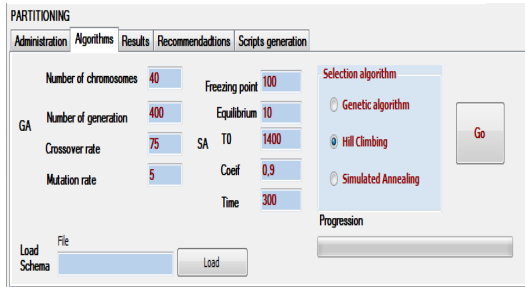 PARTITIONING
Administration Algorithms Results Recommendadtions Scripts generation
Number of chromosomes 40
Number of generation 400
GA
Crossover rate 75
Mutation rate 5
Freezing point 100
Equilibrium 10
SA T0 1400
Coeif 0,9
Time 300
Selection algorithm
Genetic algorithm
Hill Climbing
Simulated Annealing
Go
Progression
File
Load Schema
Load